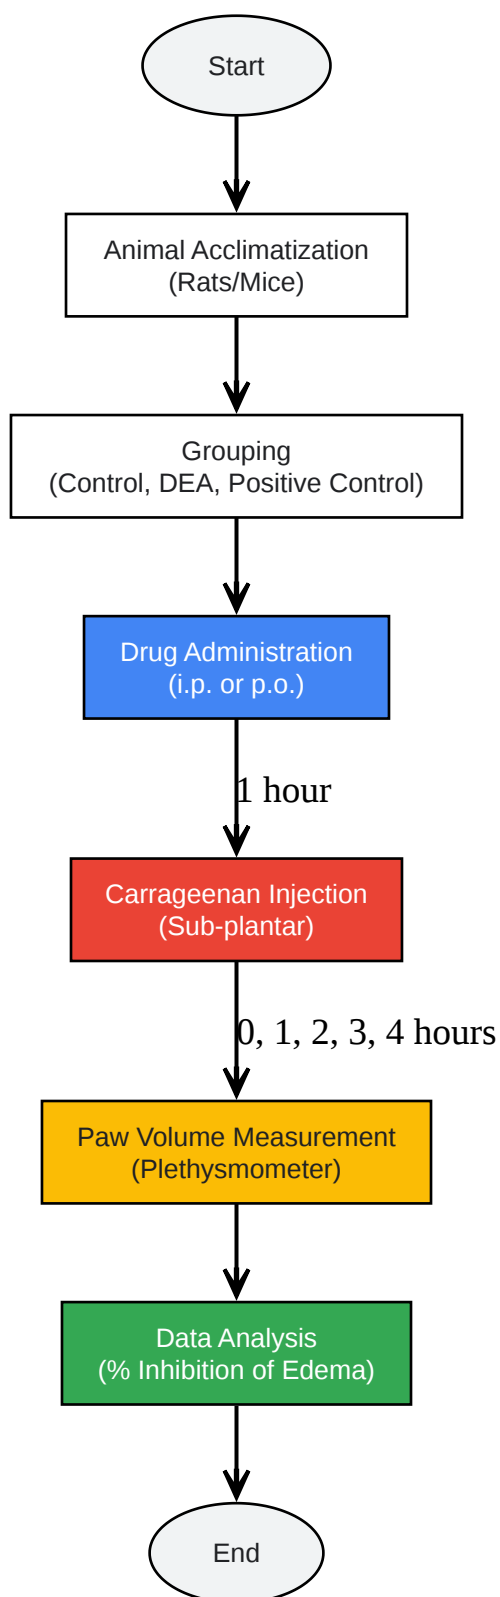 Start
Animal Acclimatization
(Rats/Mice)
Grouping
(Control, DEA, Positive Control)
Drug Administration
(i.p. or p.o.)
1 hour
Carrageenan Injection
(Sub-plantar)
0, 1, 2, 3, 4 hours
Paw Volume Measurement
(Plethysmometer)
Data Analysis
(% Inhibition of Edema)
End